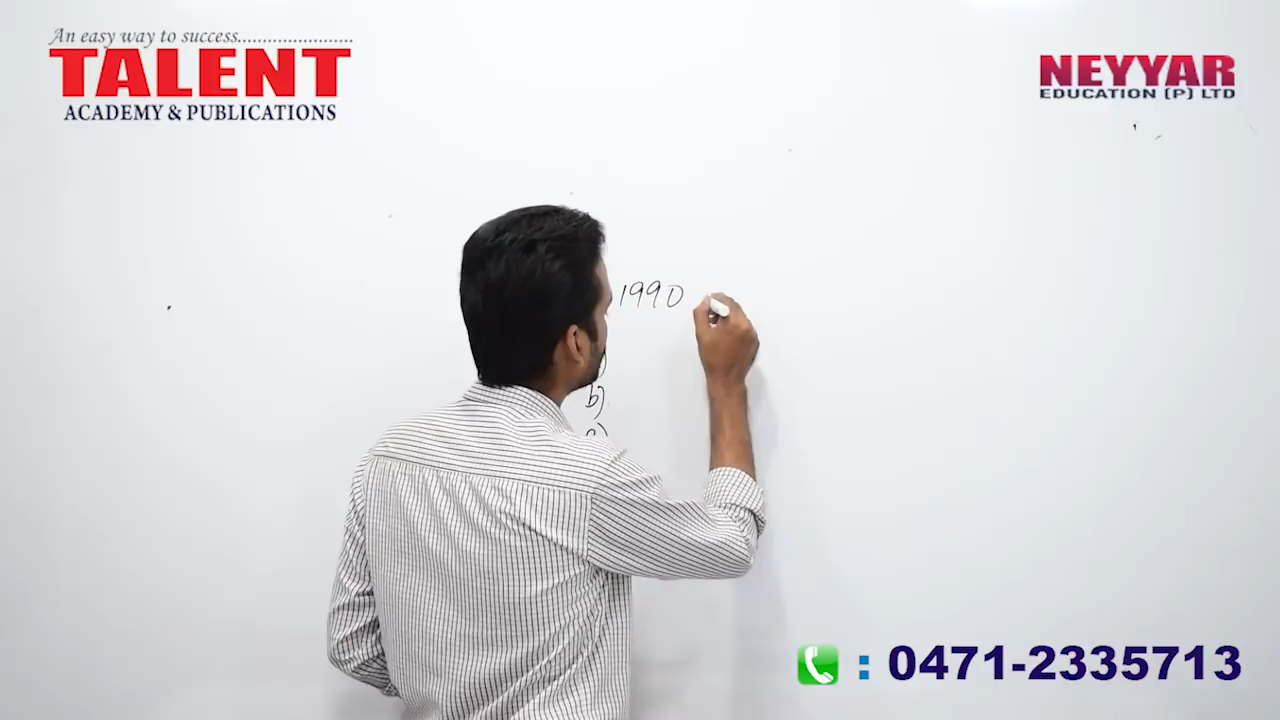 An easy way to success.......................
TALENT
ACADEMY & PUBLICATIONS
NEYYAR
EDUCATION (P) LTD
1990
b)
c)
: 0471-2335713